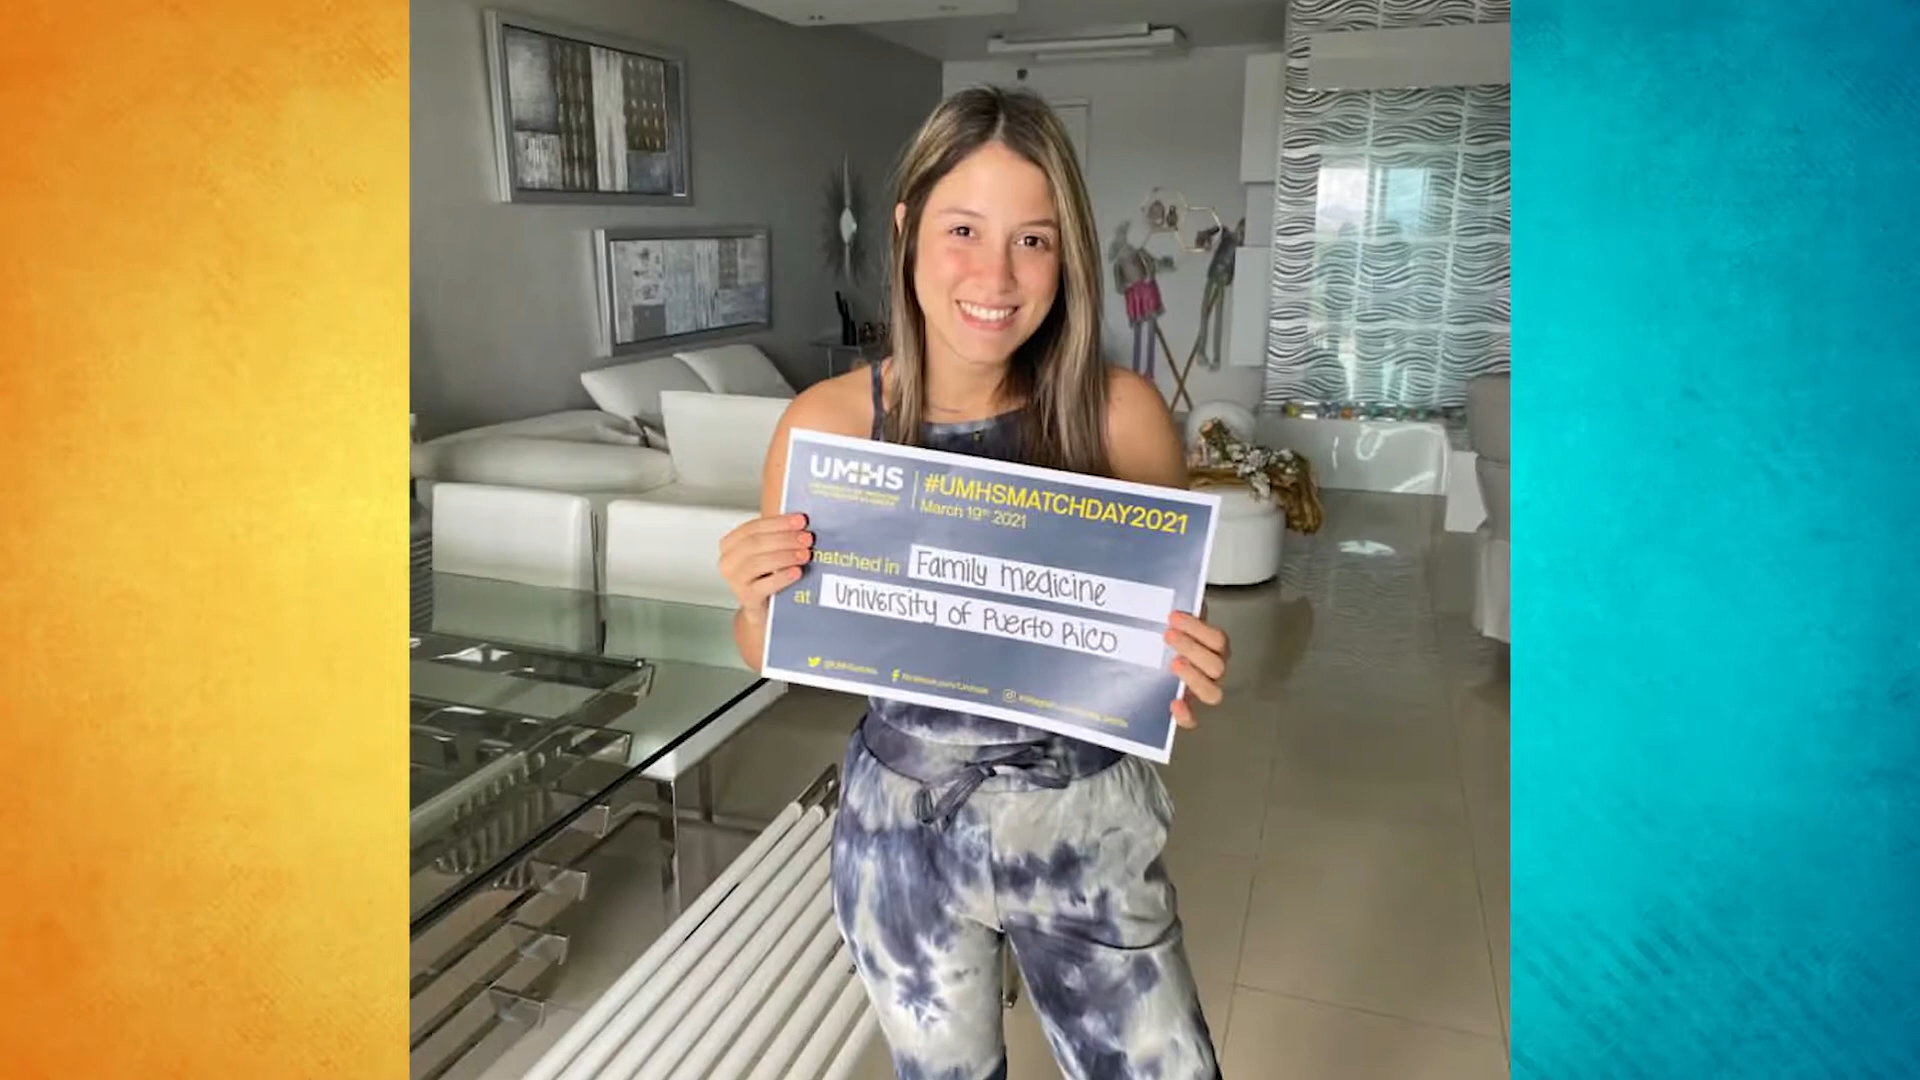 UMHS
#UMHSMATCHDAY2021
March 19th 2021
matched in Family medicine
at University of Puerto Rico